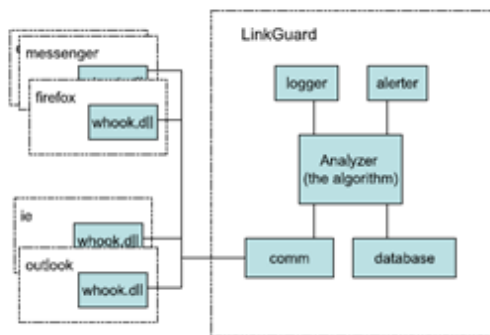 messenger
firefox
whook.dll
ie
whook.dll
outlook
whook.dll
LinkGuard
logger
alerter
Analyzer
(the algorithm)
comm
database